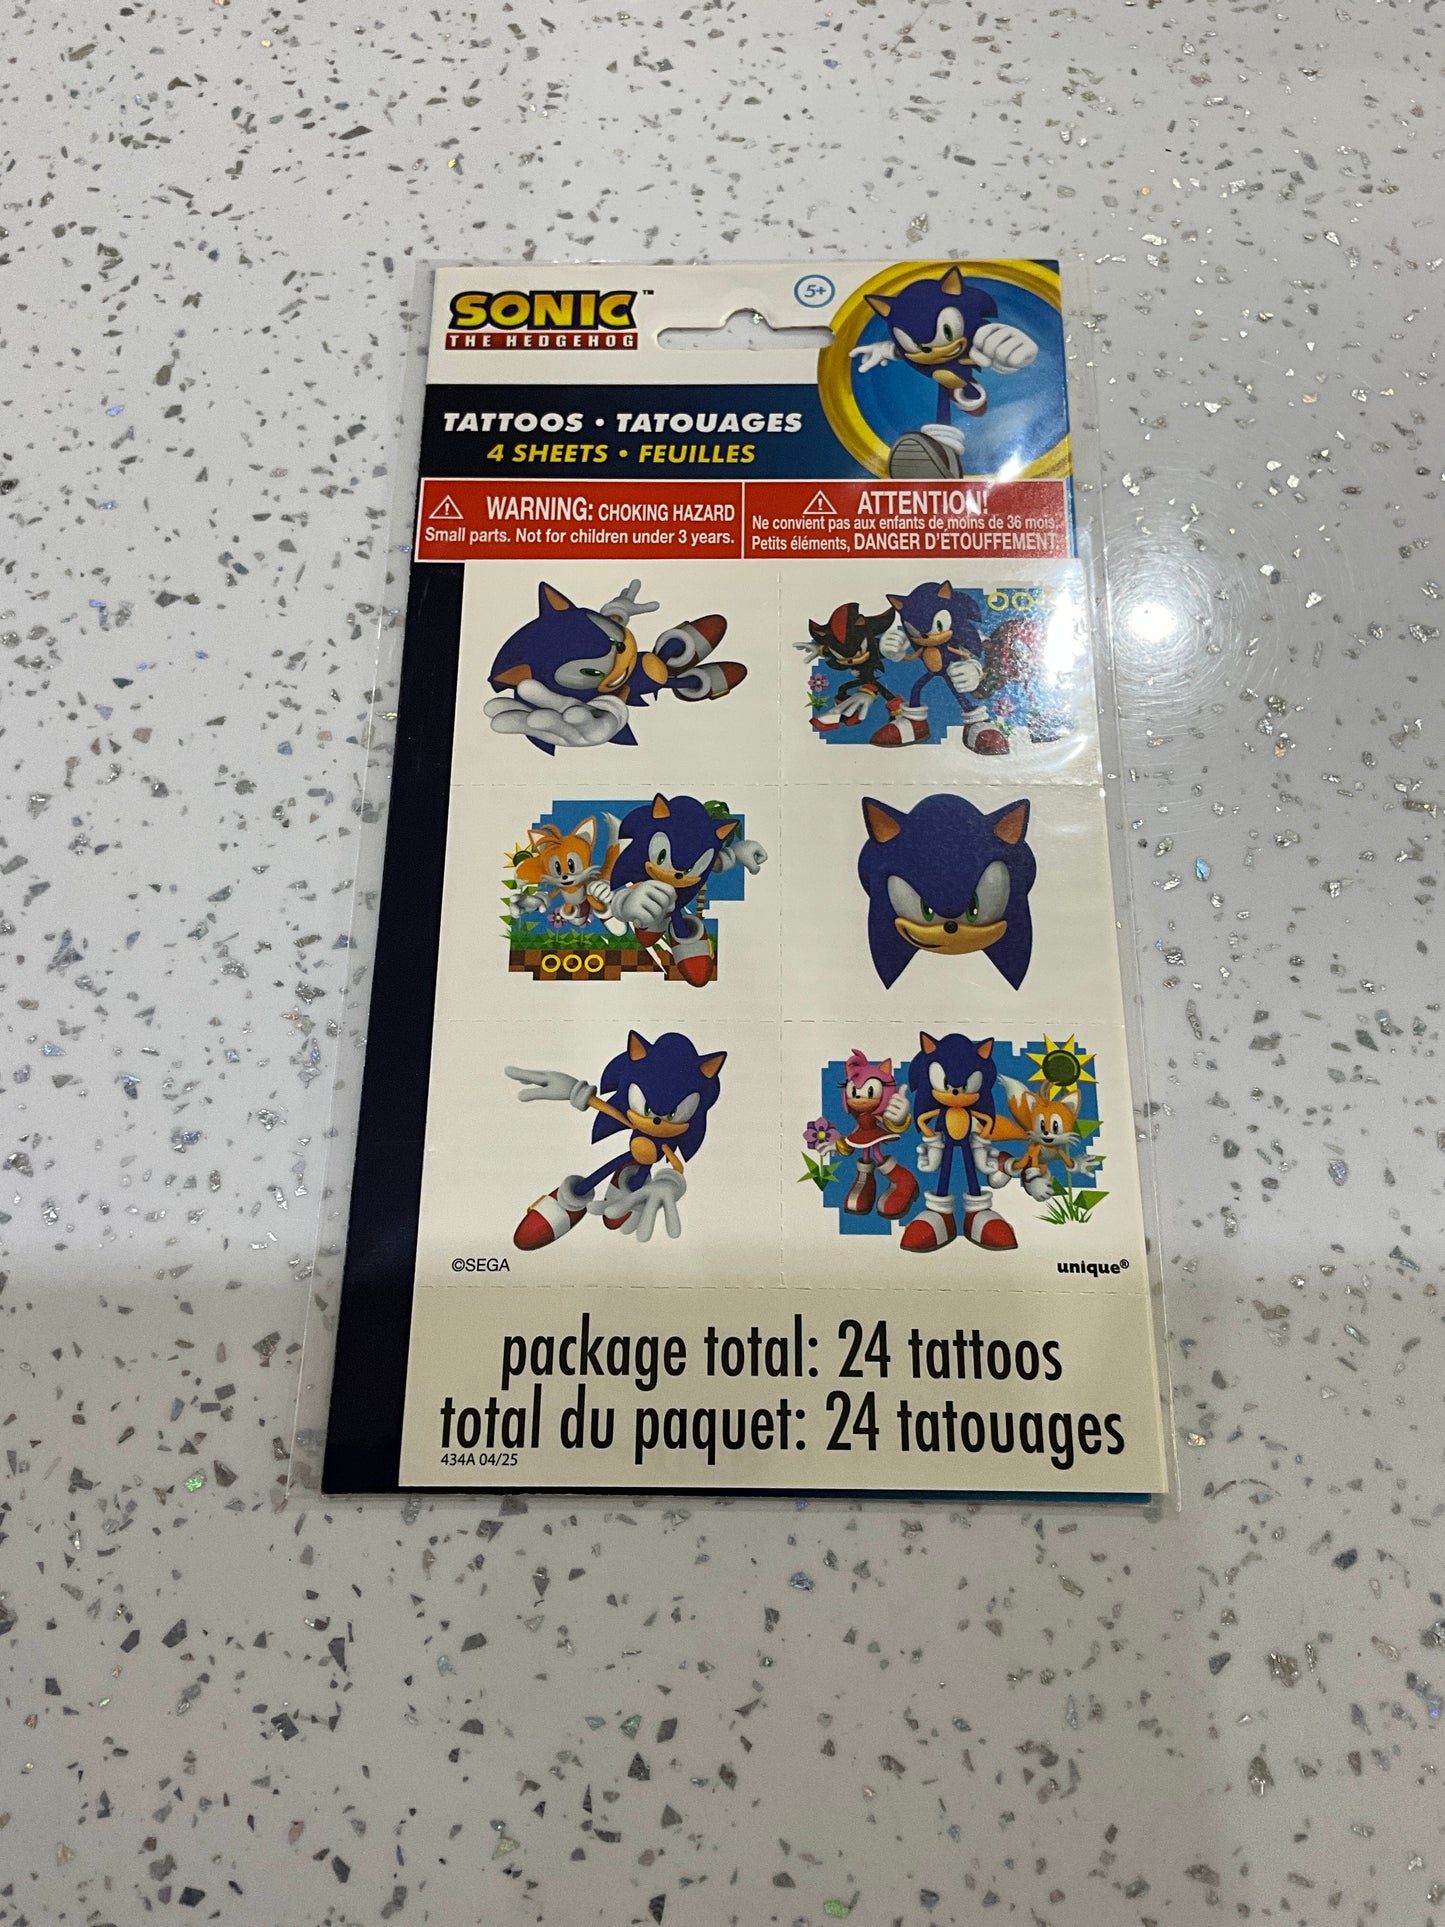 SONIC™
THE HEDGEHOG
5+
TATTOOS • TATOUAGES
4 SHEETS • FEUILLES
⚠ WARNING: CHOKING HAZARD
Small parts. Not for children under 3 years.
⚠ ATTENTION!
Ne convient pas aux enfants de moins de 36 mois.
Petits éléments, DANGER D'ÉTOUFFEMENT.
©SEGA
unique®
package total: 24 tattoos
total du paquet: 24 tatouages
434A 04/25